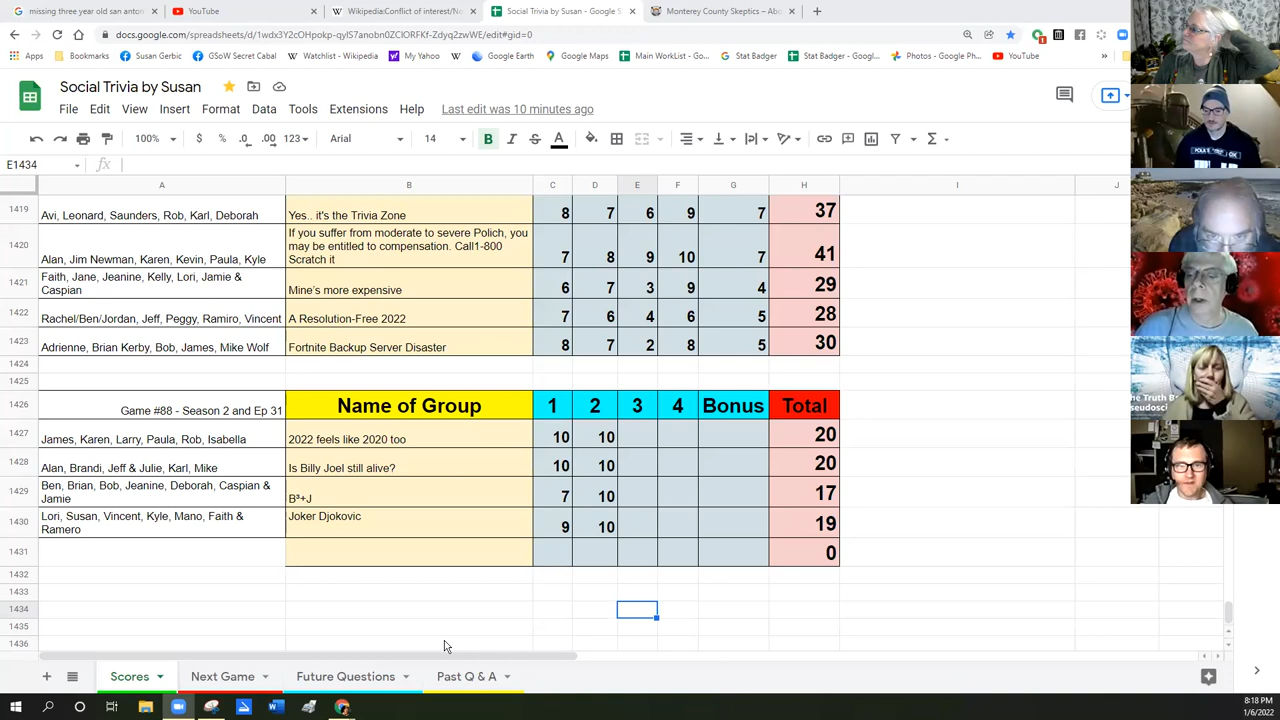 missing three year old san anton
YouTube
Wikipedia:Conflict of interest/No
Social Trivia by Susan - Google S
Monterey County Skeptics – Abo
docs.google.com/spreadsheets/d/1wdx3Y2cOHpokp-qyIS7anobn0ZClORFKf-Zdyq2zwWE/edit#gid=0
Apps
Bookmarks
Susan Gerbic
GSoW Secret Cabal
Watchlist - Wikipedia
My Yahoo
Google Earth
Google Maps
Main WorkList - Go...
Stat Badger
Stat Badger - Googl...
YouTube
Social Trivia by Susan
File Edit View Insert Format Data Tools Extensions Help Last edit was 10 minutes ago
100% $ % .0 .00 123 Arial 14 B I S A
E1434 fx
A B C D E F G H I J
1419 Avi, Leonard, Saunders, Rob, Karl, Deborah Yes.. it's the Trivia Zone 8 7 6 9 7 37
If you suffer from moderate to severe Polich, you
may be entitled to compensation. Call1-800
1420 Alan, Jim Newman, Karen, Kevin, Paula, Kyle Scratch it 7 8 9 10 7 41
Faith, Jane, Jeanine, Kelly, Lori, Jamie &
1421 Caspian Mine's more expensive 6 7 3 9 4 29
1422 Rachel/Ben/Jordan, Jeff, Peggy, Ramiro, Vincent A Resolution-Free 2022 7 6 4 6 5 28
1423 Adrienne, Brian Kerby, Bob, James, Mike Wolf Fortnite Backup Server Disaster 8 7 2 8 5 30
1424
1425
1426 Game #88 - Season 2 and Ep 31 Name of Group 1 2 3 4 Bonus Total
1427 James, Karen, Larry, Paula, Rob, Isabella 2022 feels like 2020 too 10 10 20
1428 Alan, Brandi, Jeff & Julie, Karl, Mike Is Billy Joel still alive? 10 10 20
Ben, Brian, Bob, Jeanine, Deborah, Caspian &
1429 Jamie B³+J 7 10 17
Lori, Susan, Vincent, Kyle, Mano, Faith & Joker Djokovic
1430 Ramero 9 10 19
1431 0
1432
1433
1434
1435
1436
Scores Next Game Future Questions Past Q & A
8:18 PM
1/6/2022